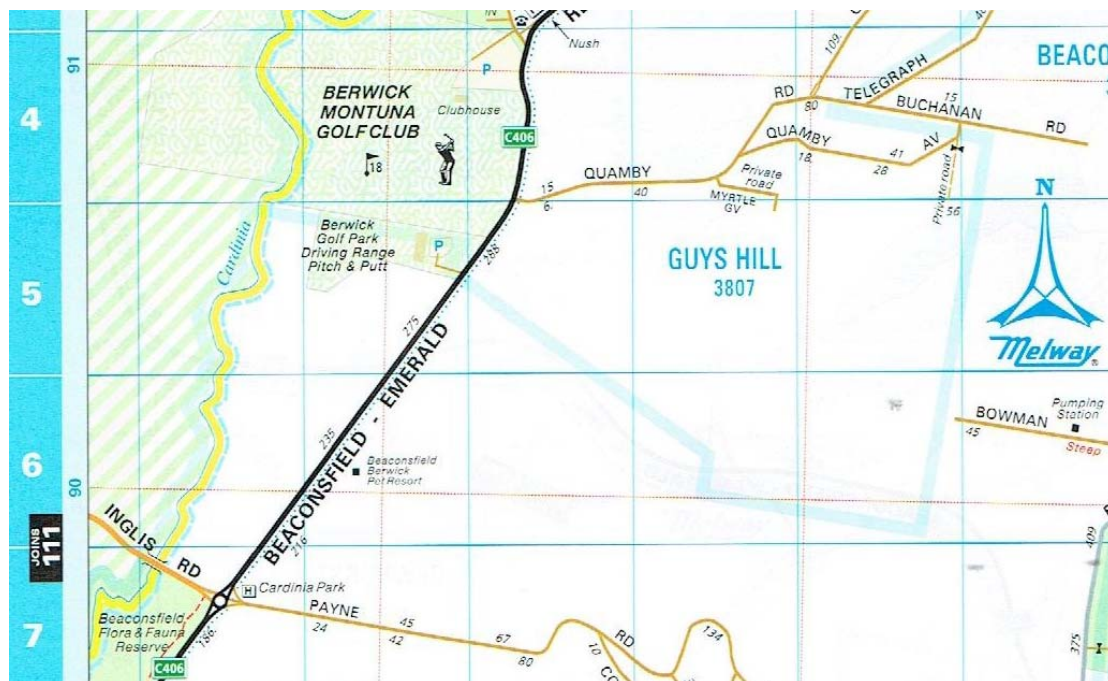 Nush
91
P
109
BEACO
4
BERWICK
MONTUNA
GOLF CLUB
Clubhouse
18
C406
RD
80
TELEGRAPH
15
BUCHANAN
RD
QUAMBY
AV
18
41
28
Private road
56
QUAMBY
15
6
40
Private
road
MYRTLE
GV
N
Melway
Cardinia
Berwick
Golf Park
Driving Range
Pitch & Putt
P
288
GUYS HILL
3807
5
275
BEACONSFIELD - EMERALD
235
216
6
90
Beaconsfield
Berwick
Pet Resort
BOWMAN
45
Pumping
Station
Steep
JOINS
111
INGLIS RD
H
Cardinia Park
409
7
Beaconsfield
Flora & Fauna
Reserve
186
C406
PAYNE
RD
24
45
42
67
80
10
CO
134
375